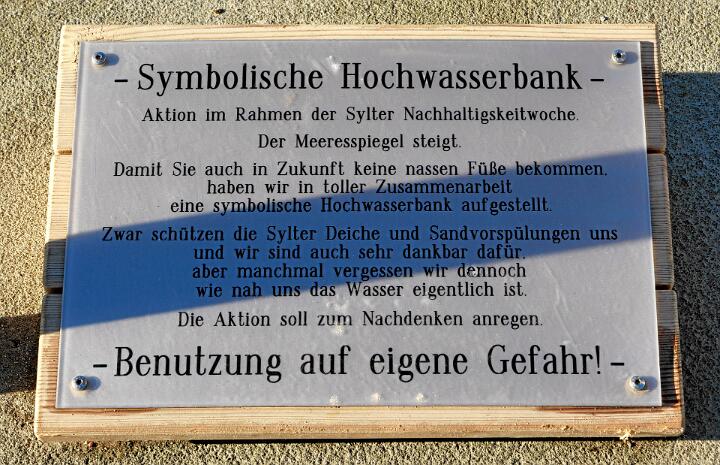 – Symbolische Hochwasserbank –
Aktion im Rahmen der Sylter Nachhaltigskeitwoche.
Der Meeresspiegel steigt.
Damit Sie auch in Zukunft keine nassen Füße bekommen,
haben wir in toller Zusammenarbeit
eine symbolische Hochwasserbank aufgestellt.
Zwar schützen die Sylter Deiche und Sandvorspülungen uns
und wir sind auch sehr dankbar dafür,
aber manchmal vergessen wir dennoch
wie nah uns das Wasser eigentlich ist.
Die Aktion soll zum Nachdenken anregen.
– Benutzung auf eigene Gefahr! –